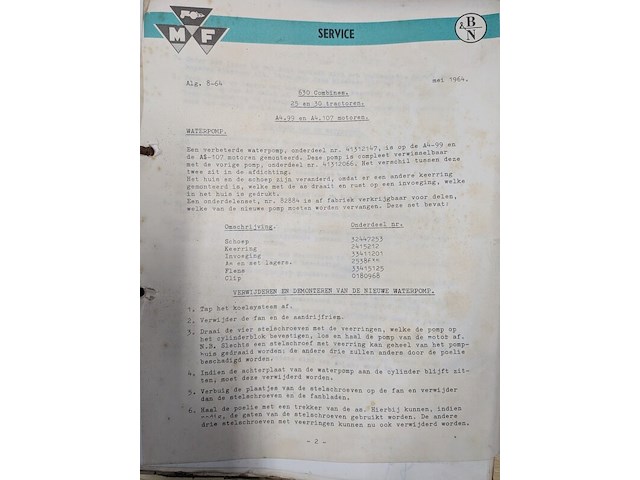 MF
SERVICE
B&N
Alg. 8-64
mei 1964.
630 Combines.
25 en 30 tractoren.
A4.99 en A4.107 motoren.
WATERPOMP.
Een verbeterde waterpomp, onderdeel nr. 41312147, is op de A4-99 en
de A4-107 motoren gemonteerd. Deze pomp is compleet verwisselbaar
met de vorige pomp, onderdeel nr. 41312066. Het verschil tussen deze
twee zit in de afdichting.
Het huis en de schoep zijn veranderd, omdat er een andere keerring
gemonteerd is, welke met de as draait en rust op een invoeging, welke
in het huis is gedrukt.
Een onderdelenset, nr. 82884 is af fabriek verkrijgbaar voor delen,
welke van de nieuwe pomp moeten worden vervangen. Deze set bevat:
Omschrijving. Onderdeel nr.
Schoep 32447253
Keerring 2415212
Invoeging 33411201
As en met lagers.
Flens 33415125
Clip 0180968
VERWIJDEREN EN DEMONTEREN VAN DE NIEUWE WATERPOMP.
1. Tap het koelsysteem af.
2. Verwijder de fan en de aandrijfriem.
3. Draai de vier stelschroeven met de veerringen, welke de pomp op
het cylinderblok bevestigen, los en haal de pomp van de motor af.
N.B. Slechts een stelschroef met veerring kan geheel van het pomp-
huis gedraaid worden; de andere drie zullen anders door de poelie
beschadigd worden.
4. Indien de achterplaat van de waterpomp aan de cylinder blijft zit-
ten, moet deze verwijderd worden.
5. Verbuig de plaatjes van de stelschroeven op de fan en verwijder
dan de stelschroeven en de fanbladen.
6. Haal de poelie met een trekker van de as. Hierbij kunnen, indien
nodig, de gaten van de stelschroeven gebruikt worden. De andere
drie stelschroeven met veerringen kunnen nu ook verwijderd worden.
- 2 -